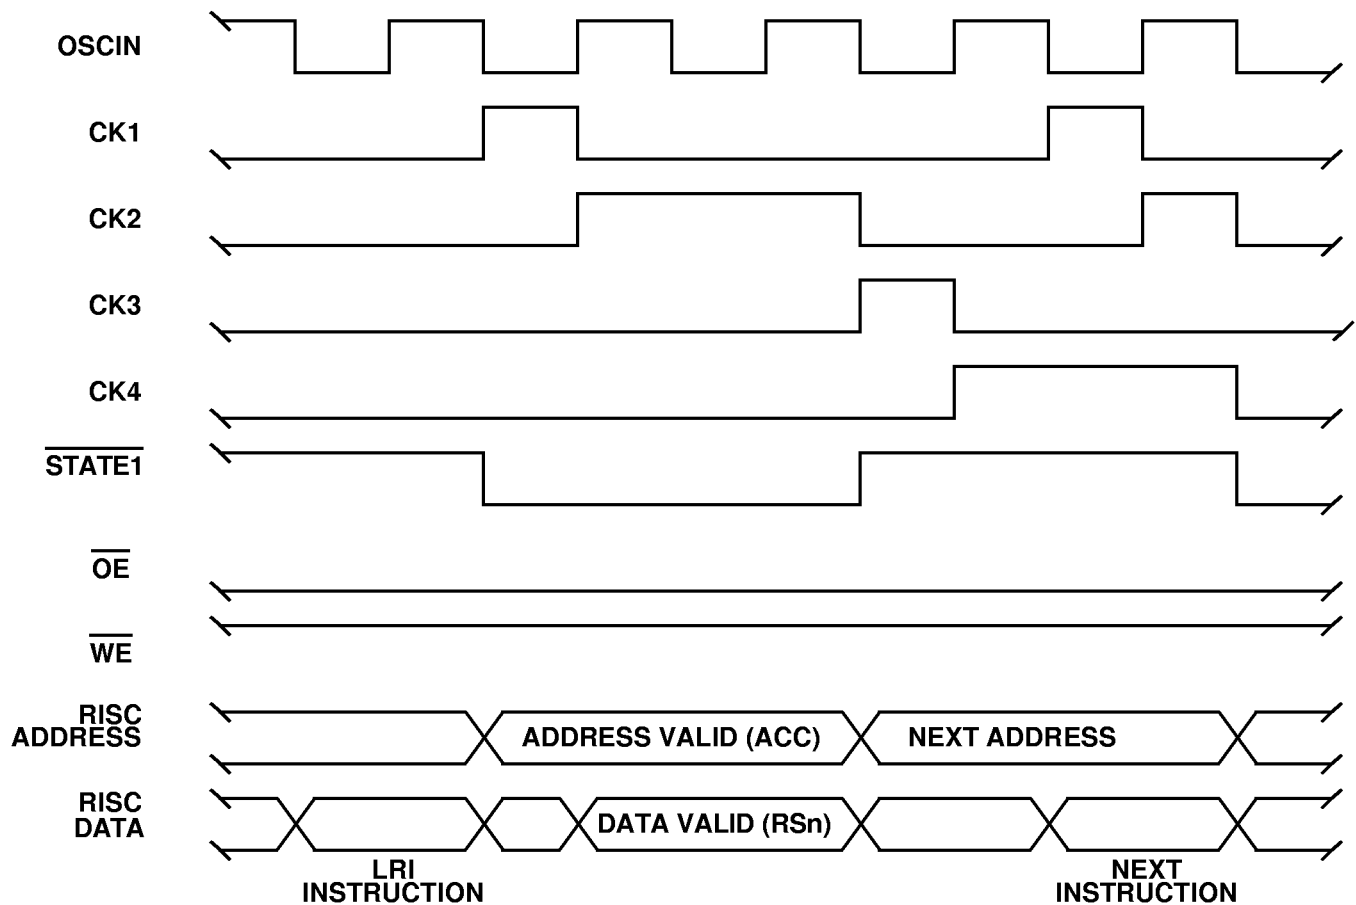 OSCIN
CK1
CK2
CK3
CK4
STATE1
OE
WE
RISC
ADDRESS
ADDRESS VALID (ACC)
NEXT ADDRESS
RISC
DATA
DATA VALID (RSn)
LRI
INSTRUCTION
NEXT
INSTRUCTION